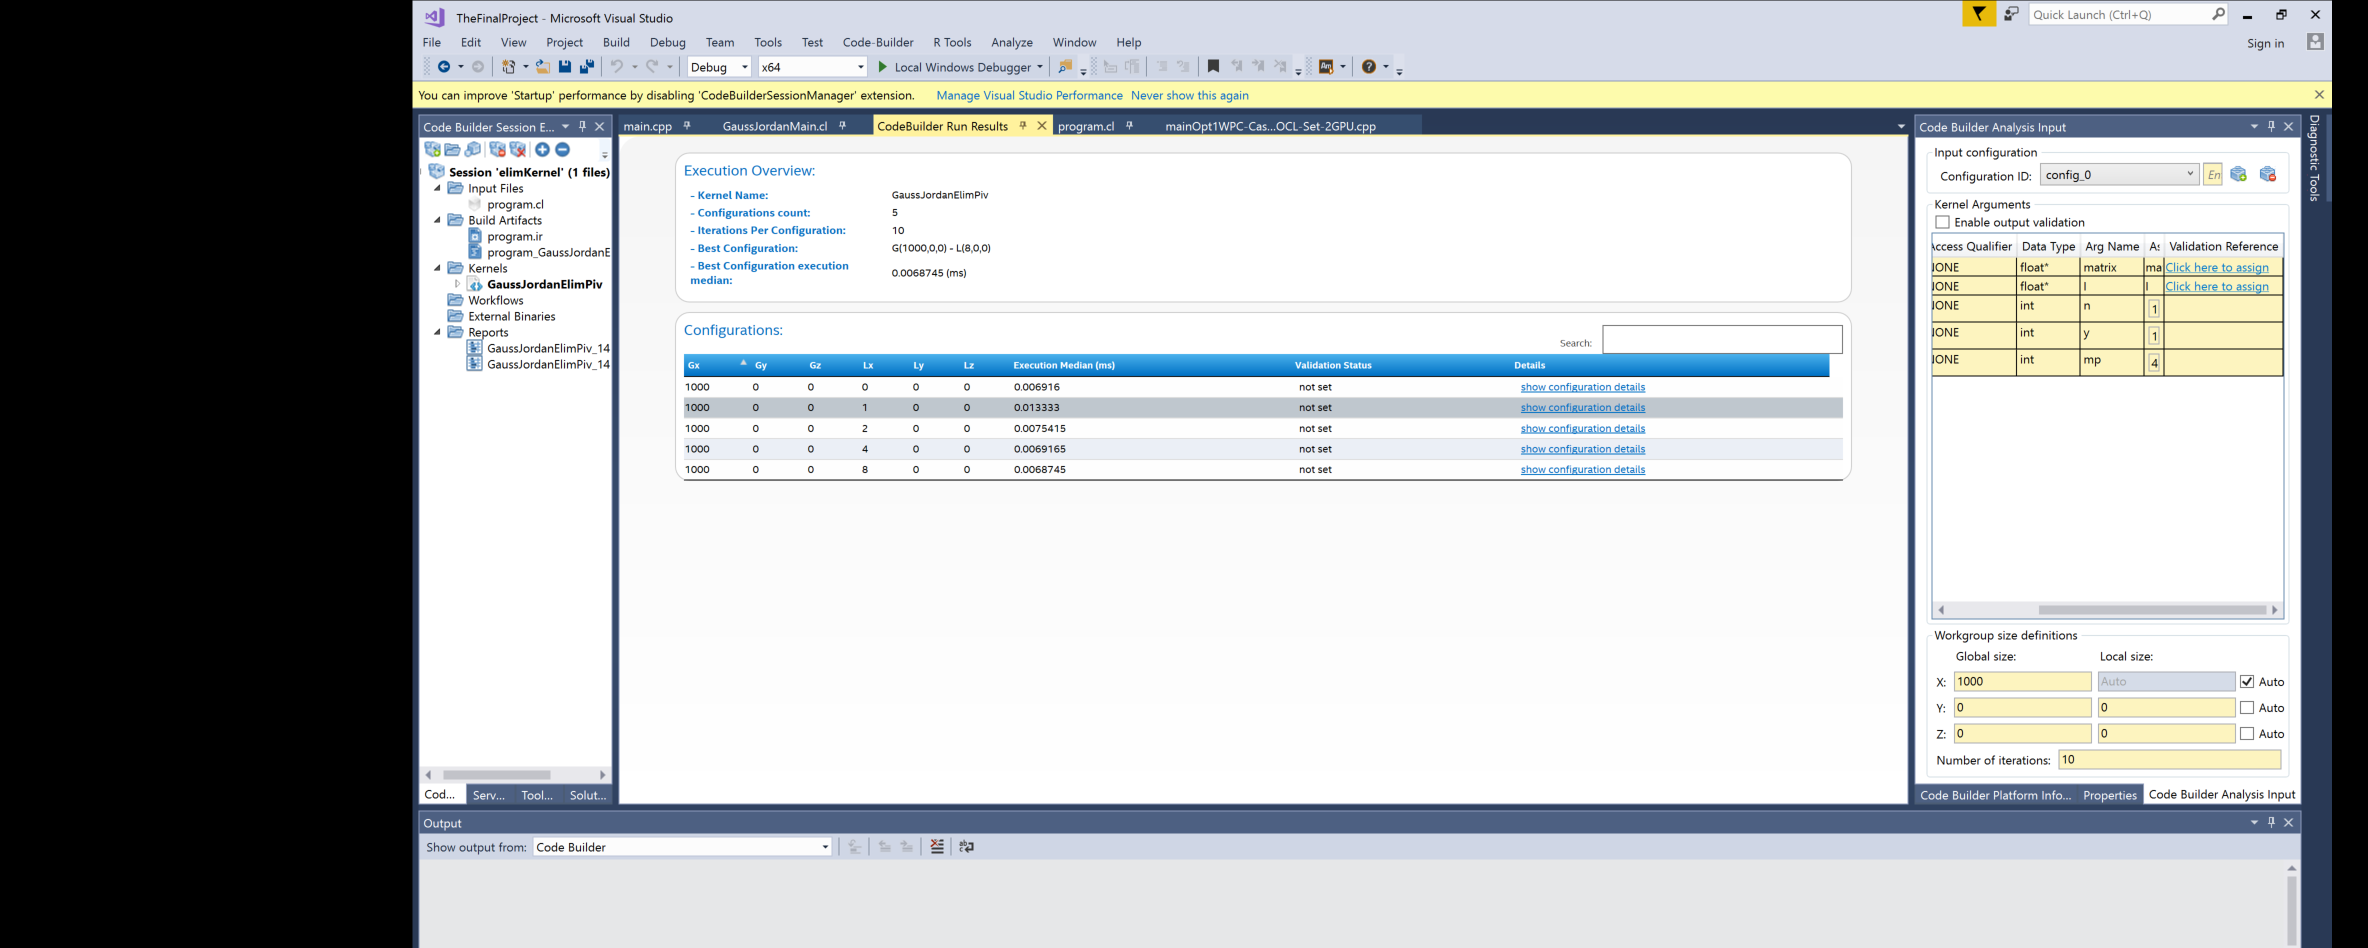 TheFinalProject - Microsoft Visual Studio
Quick Launch (Ctrl+Q)
File Edit View Project Build Debug Team Tools Test Code-Builder R Tools Analyze Window Help
Sign in
Debug x64 Local Windows Debugger
You can improve 'Startup' performance by disabling 'CodeBuilderSessionManager' extension. Manage Visual Studio Performance Never show this again
Code Builder Session E...
main.cpp GaussJordanMain.cl CodeBuilder Run Results program.cl mainOpt1WPC-Cas...OCL-Set-2GPU.cpp
Session 'elimKernel' (1 files)
Input Files
program.cl
Build Artifacts
program.ir
program_GaussJordanE
Kernels
GaussJordanElimPiv
Workflows
External Binaries
Reports
GaussJordanElimPiv_14
GaussJordanElimPiv_14
Cod... Serv... Tool... Solut...
Execution Overview:
- Kernel Name: GaussJordanElimPiv
- Configurations count: 5
- Iterations Per Configuration: 10
- Best Configuration: G(1000,0,0) - L(8,0,0)
- Best Configuration execution median: 0.0068745 (ms)
Configurations:
Search:
Gx Gy Gz Lx Ly Lz Execution Median (ms) Validation Status Details
1000 0 0 0 0 0 0.006916 not set show configuration details
1000 0 0 1 0 0 0.013333 not set show configuration details
1000 0 0 2 0 0 0.0075415 not set show configuration details
1000 0 0 4 0 0 0.0069165 not set show configuration details
1000 0 0 8 0 0 0.0068745 not set show configuration details
Code Builder Analysis Input
Diagnostic Tools
Input configuration
Configuration ID: config_0 En
Kernel Arguments
Enable output validation
Access Qualifier Data Type Arg Name As Validation Reference
NONE float* matrix ma Click here to assign
NONE float* l l Click here to assign
NONE int n 1
NONE int y 1
NONE int mp 4
Workgroup size definitions
Global size: Local size:
X: 1000 Auto Auto
Y: 0 0 Auto
Z: 0 0 Auto
Number of iterations: 10
Code Builder Platform Info... Properties Code Builder Analysis Input
Output
Show output from: Code Builder